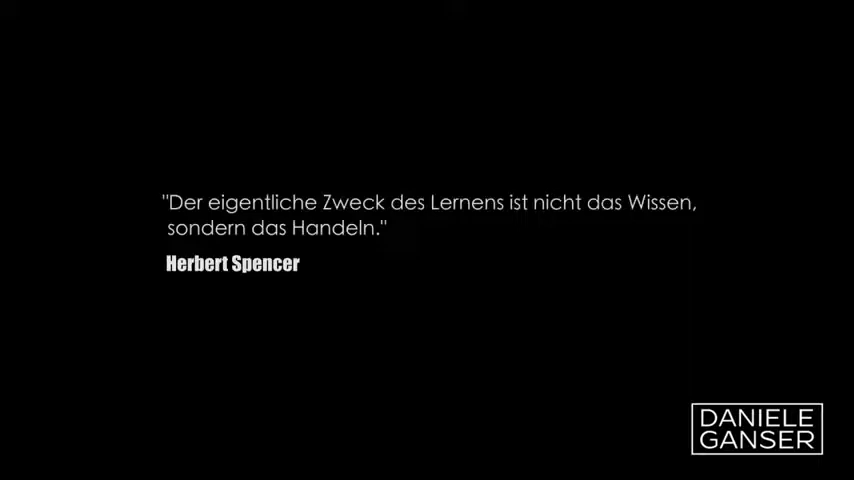 "Der eigentliche Zweck des Lernens ist nicht das Wissen,
sondern das Handeln."
Herbert Spencer
DANIELE
GANSER